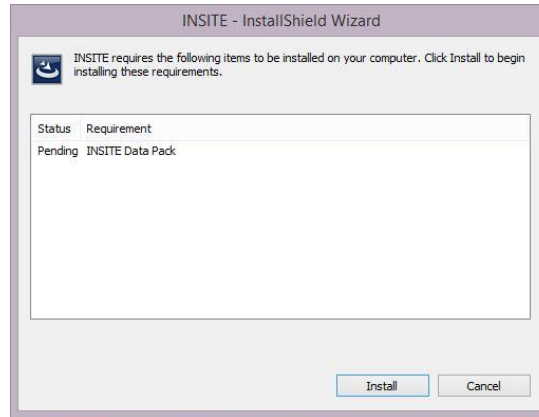 INSITE - InstallShield Wizard
INSITE requires the following items to be installed on your computer. Click Install to begin
installing these requirements.
Status Requirement
Pending INSITE Data Pack
Install Cancel